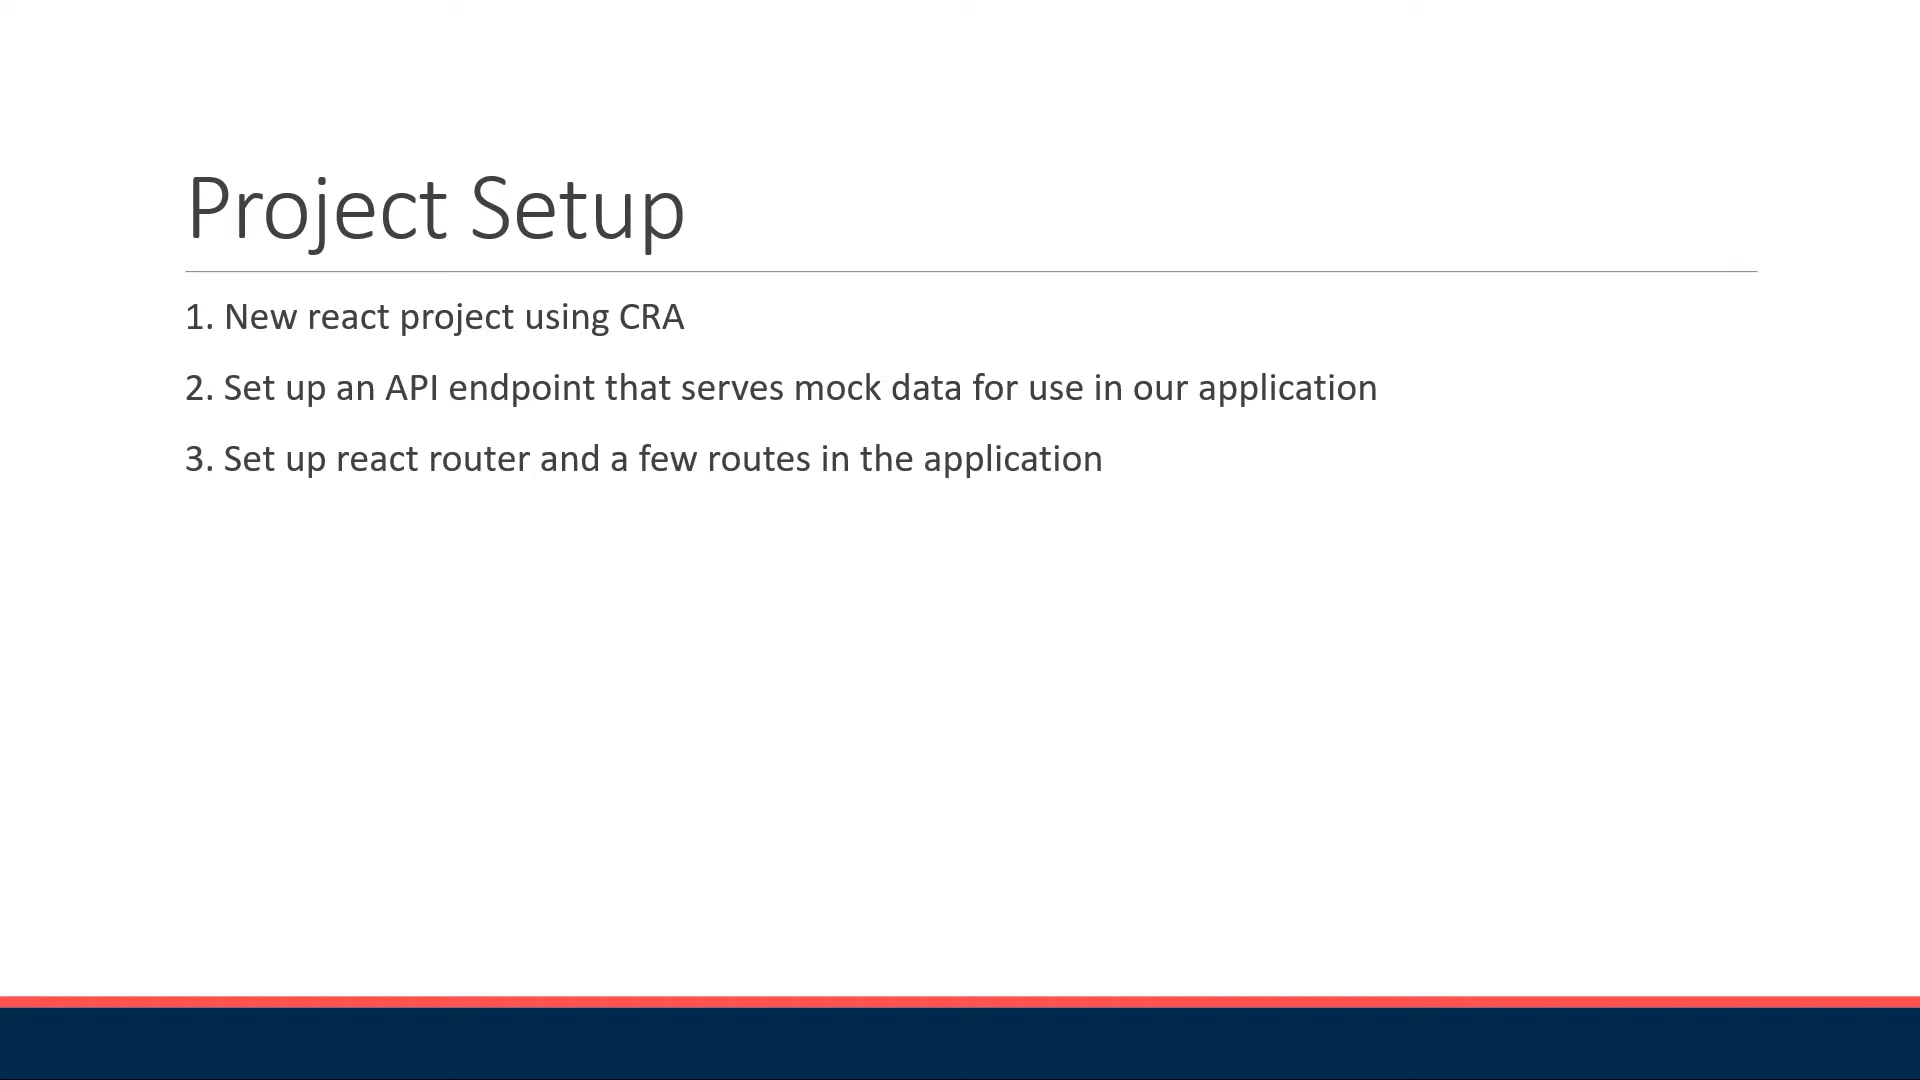 Project Setup
1. New react project using CRA
2. Set up an API endpoint that serves mock data for use in our application
3. Set up react router and a few routes in the application